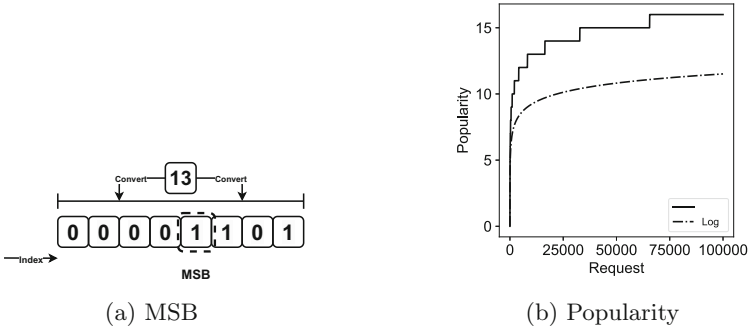 13
Convert
Convert
0 0 0 0 1 1 0 1
Index
MSB
(a) MSB
Popularity
15
10
5
0
0 25000 50000 75000 100000
Request
Log
(b) Popularity